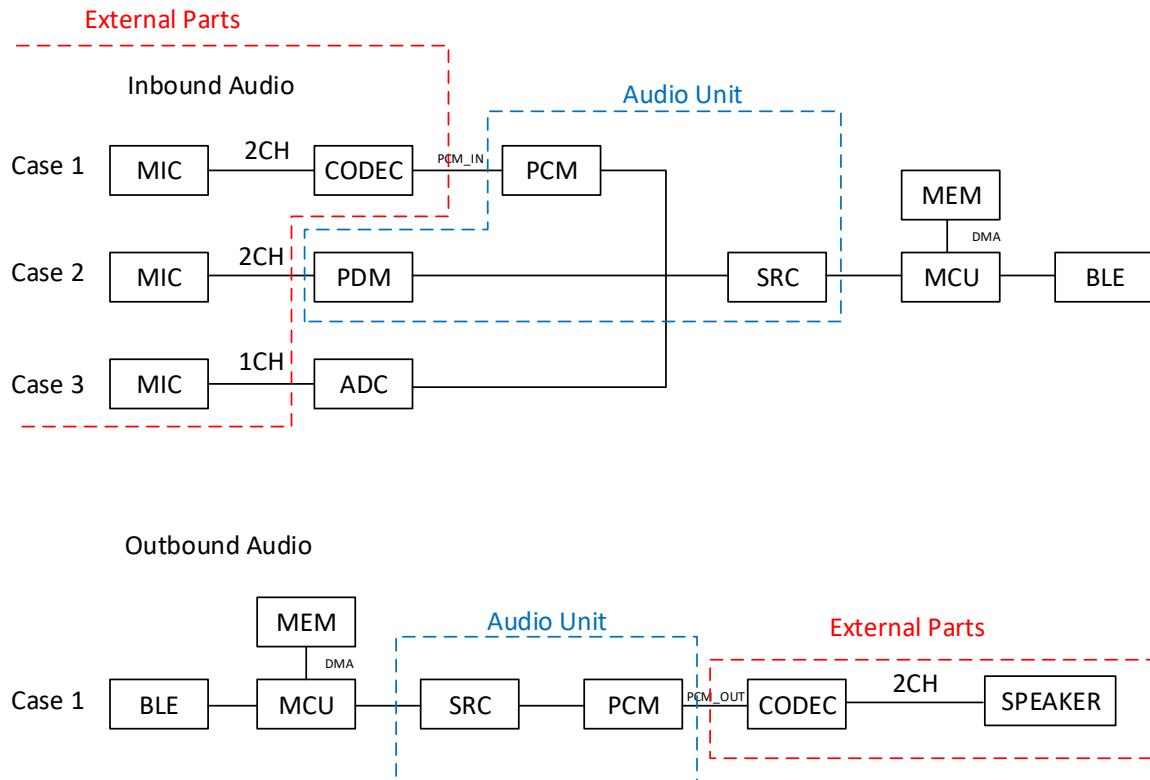 External Parts
Inbound Audio
Audio Unit
Case 1
MIC
2CH
CODEC
PCM_IN
PCM
MEM
DMA
Case 2
MIC
2CH
PDM
SRC
MCU
BLE
Case 3
MIC
1CH
ADC
Outbound Audio
MEM
DMA
Audio Unit
External Parts
Case 1
BLE
MCU
SRC
PCM
PCM_OUT
CODEC
2CH
SPEAKER